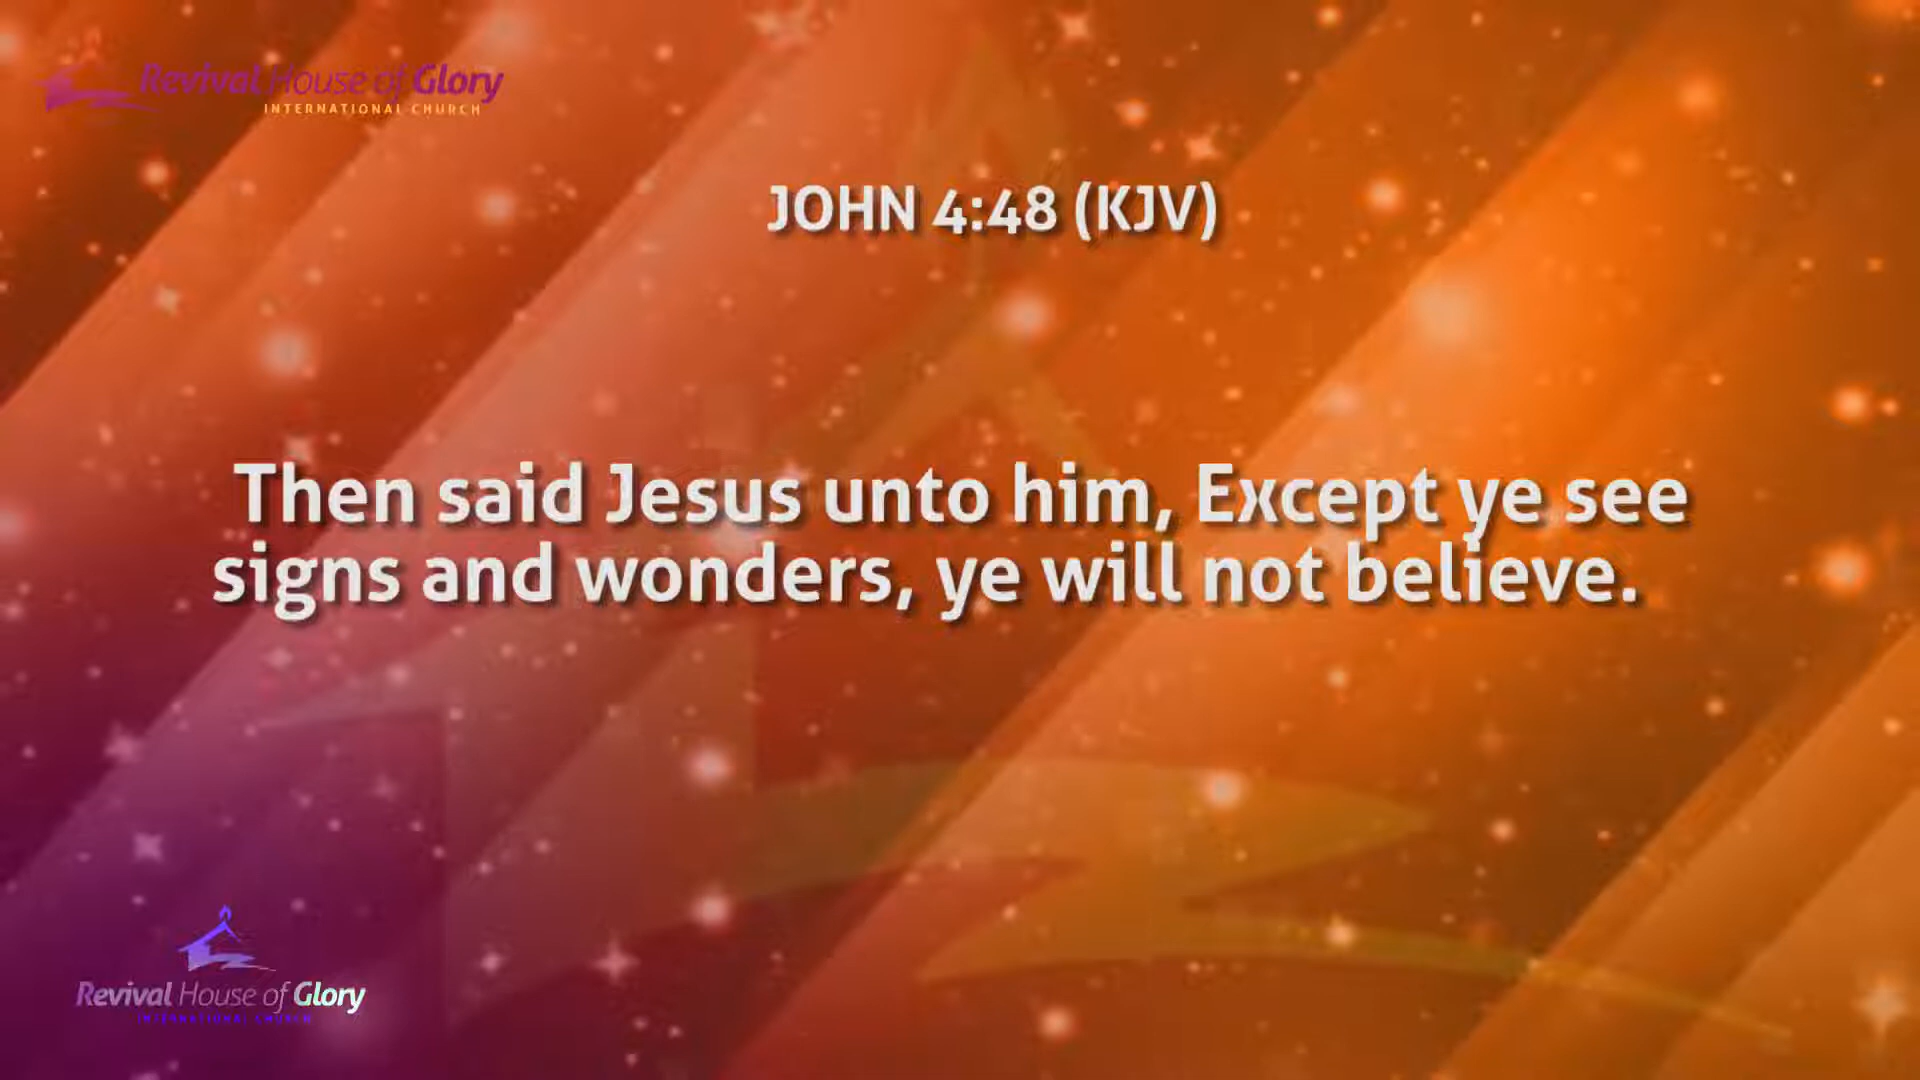 Revival House of Glory
INTERNATIONAL CHURCH
JOHN 4:48 (KJV)
Then said Jesus unto him, Except ye see
signs and wonders, ye will not believe.
Revival House of Glory
INTERNATIONAL CHURCH